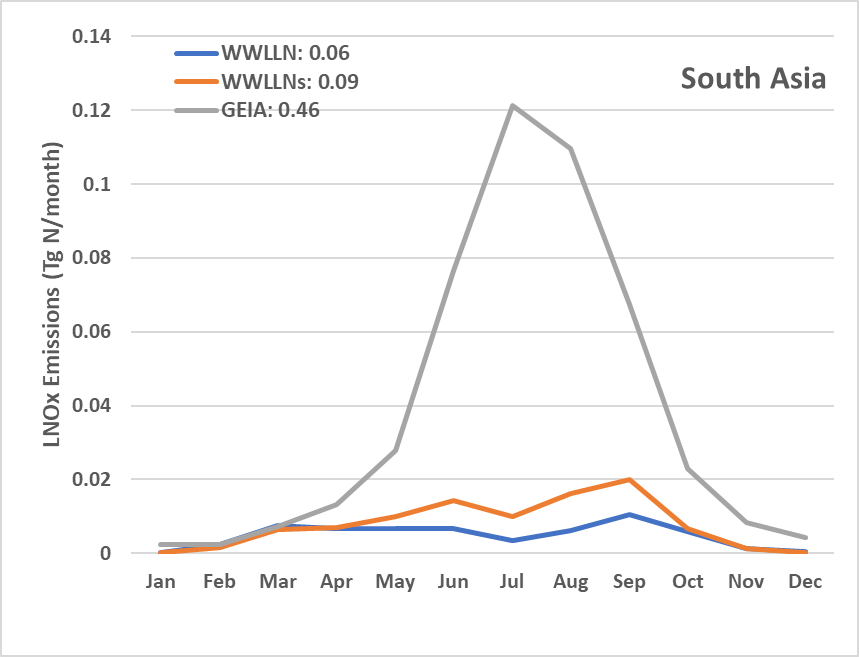 0.14
0.12
0.1
0.08
0.06
0.04
0.02
0
LNOx Emissions (Tg N/month)
WWLLN: 0.06
WWLLNs: 0.09
GEIA: 0.46
South Asia
Jan Feb Mar Apr May Jun Jul Aug Sep Oct Nov Dec